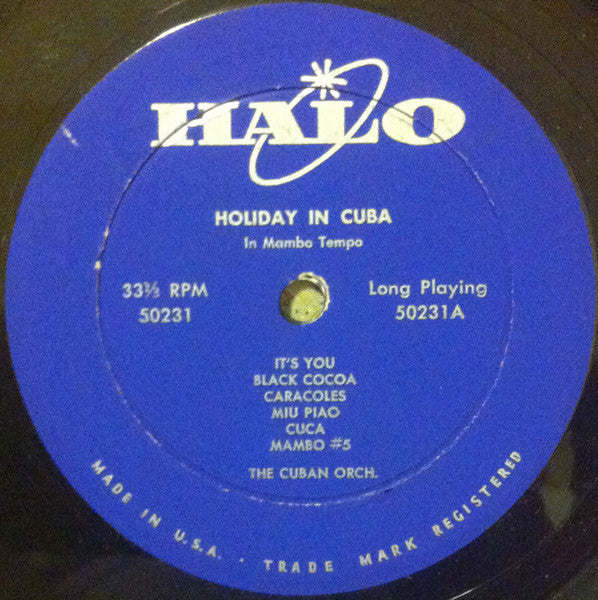 HALO
HOLIDAY IN CUBA
In Mambo Tempo
33⅓ RPM
50231
Long Playing
50231A
IT'S YOU
BLACK COCOA
CARACOLES
MIU PIAO
CUCA
MAMBO #5
THE CUBAN ORCH.
MADE IN U.S.A. · TRADE MARK REGISTERED